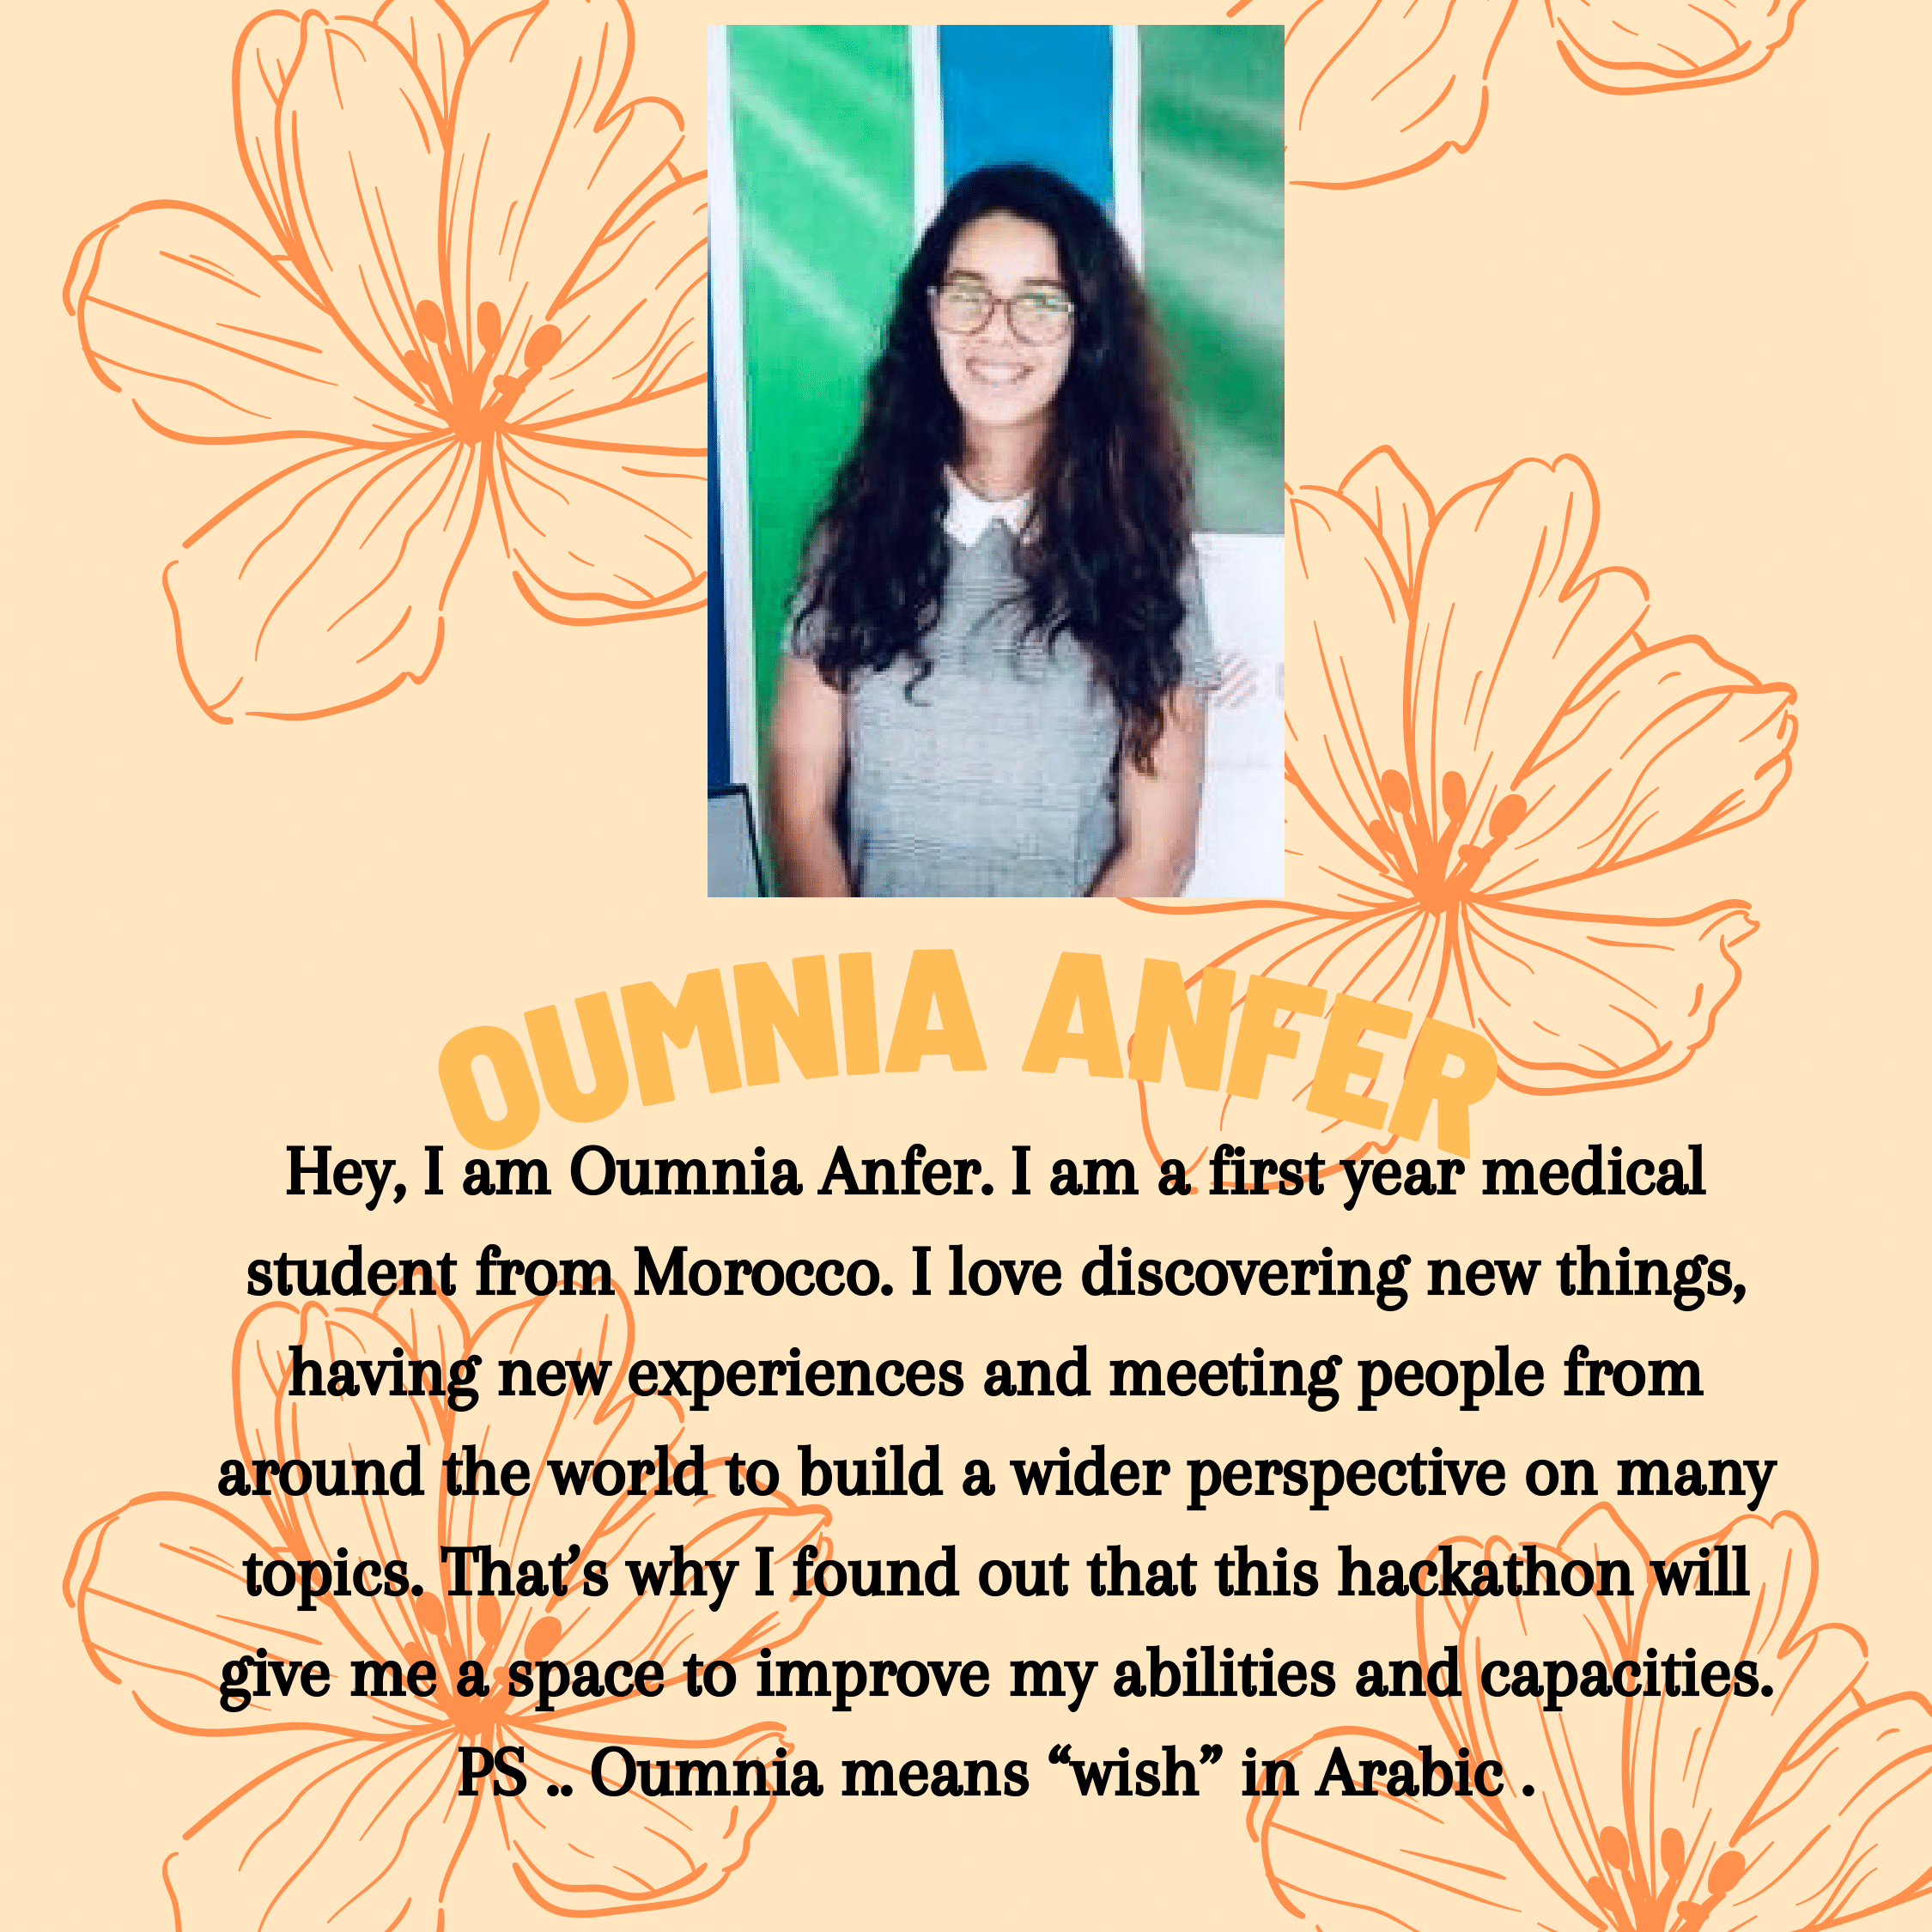 OUMNIA ANFER
Hey, I am Oumnia Anfer. I am a first year medical
student from Morocco. I love discovering new things,
having new experiences and meeting people from
around the world to build a wider perspective on many
topics. That’s why I found out that this hackathon will
give me a space to improve my abilities and capacities.
PS .. Oumnia means “wish” in Arabic .